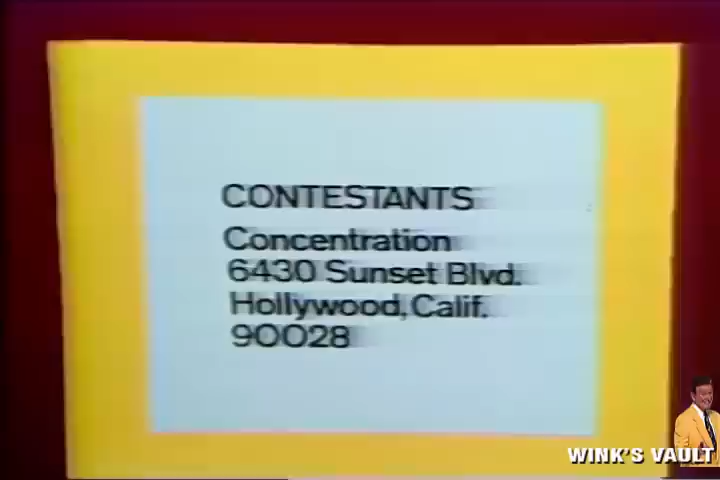 CONTESTANTS
Concentration
6430 Sunset Blvd.
Hollywood, Calif.
90028
WINK'S VAULT